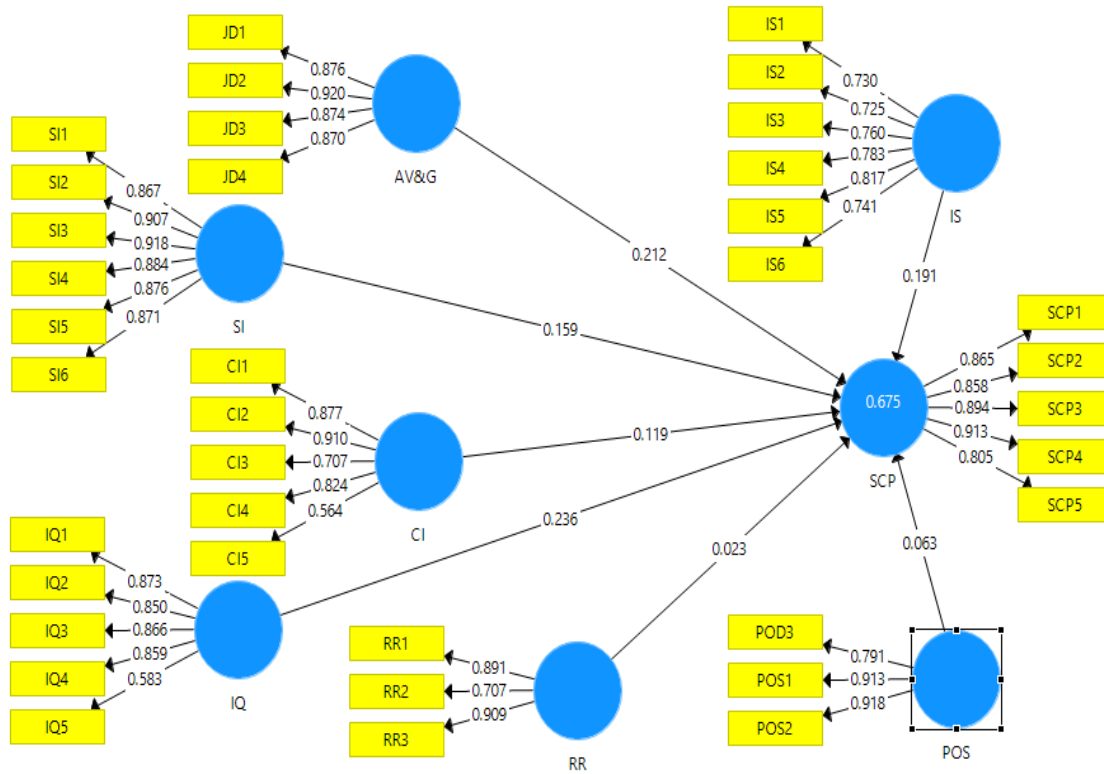 JD1
JD2
JD3
JD4
0.876
0.920
0.874
0.870
AV&G
IS1
IS2
IS3
IS4
IS5
IS6
0.730
0.725
0.760
0.783
0.817
0.741
IS
SI1
SI2
SI3
SI4
SI5
SI6
0.867
0.907
0.918
0.884
0.876
0.871
SI
0.212
0.191
0.159
CI1
CI2
CI3
CI4
CI5
0.877
0.910
0.707
0.824
0.564
CI
0.119
0.675
SCP
0.865
0.858
0.894
0.913
0.805
SCP1
SCP2
SCP3
SCP4
SCP5
IQ1
IQ2
IQ3
IQ4
IQ5
0.873
0.850
0.866
0.859
0.583
IQ
0.236
0.023
0.063
RR1
RR2
RR3
0.891
0.707
0.909
RR
POD3
POS1
POS2
0.791
0.913
0.918
POS